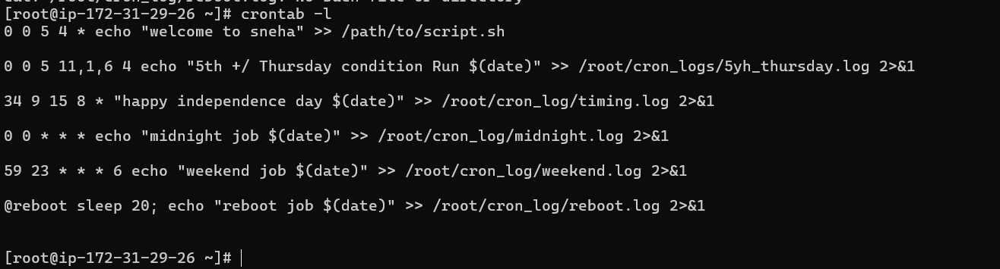 [root@ip-172-31-29-26 ~]# crontab -l
0 0 5 4 * echo "welcome to sneha" >> /path/to/script.sh
0 0 5 11,1,6 4 echo "5th +/ Thursday condition Run $(date)" >> /root/cron_logs/5yh_thursday.log 2>&1
34 9 15 8 * "happy independence day $(date)" >> /root/cron_log/timing.log 2>&1
0 0 * * * echo "midnight job $(date)" >> /root/cron_log/midnight.log 2>&1
59 23 * * * 6 echo "weekend job $(date)" >> /root/cron_log/weekend.log 2>&1
@reboot sleep 20; echo "reboot job $(date)" >> /root/cron_log/reboot.log 2>&1
[root@ip-172-31-29-26 ~]#